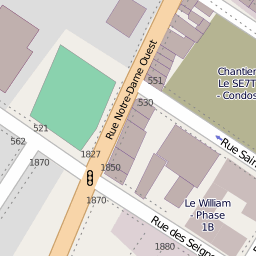 Chantier
Le SE7T
- Condos
551
530
Rue Notre-Dame Ouest
521
562
1870
1827
1850
1870
Rue Sain
Le William
- Phase
1B
Rue des Seigne
1880